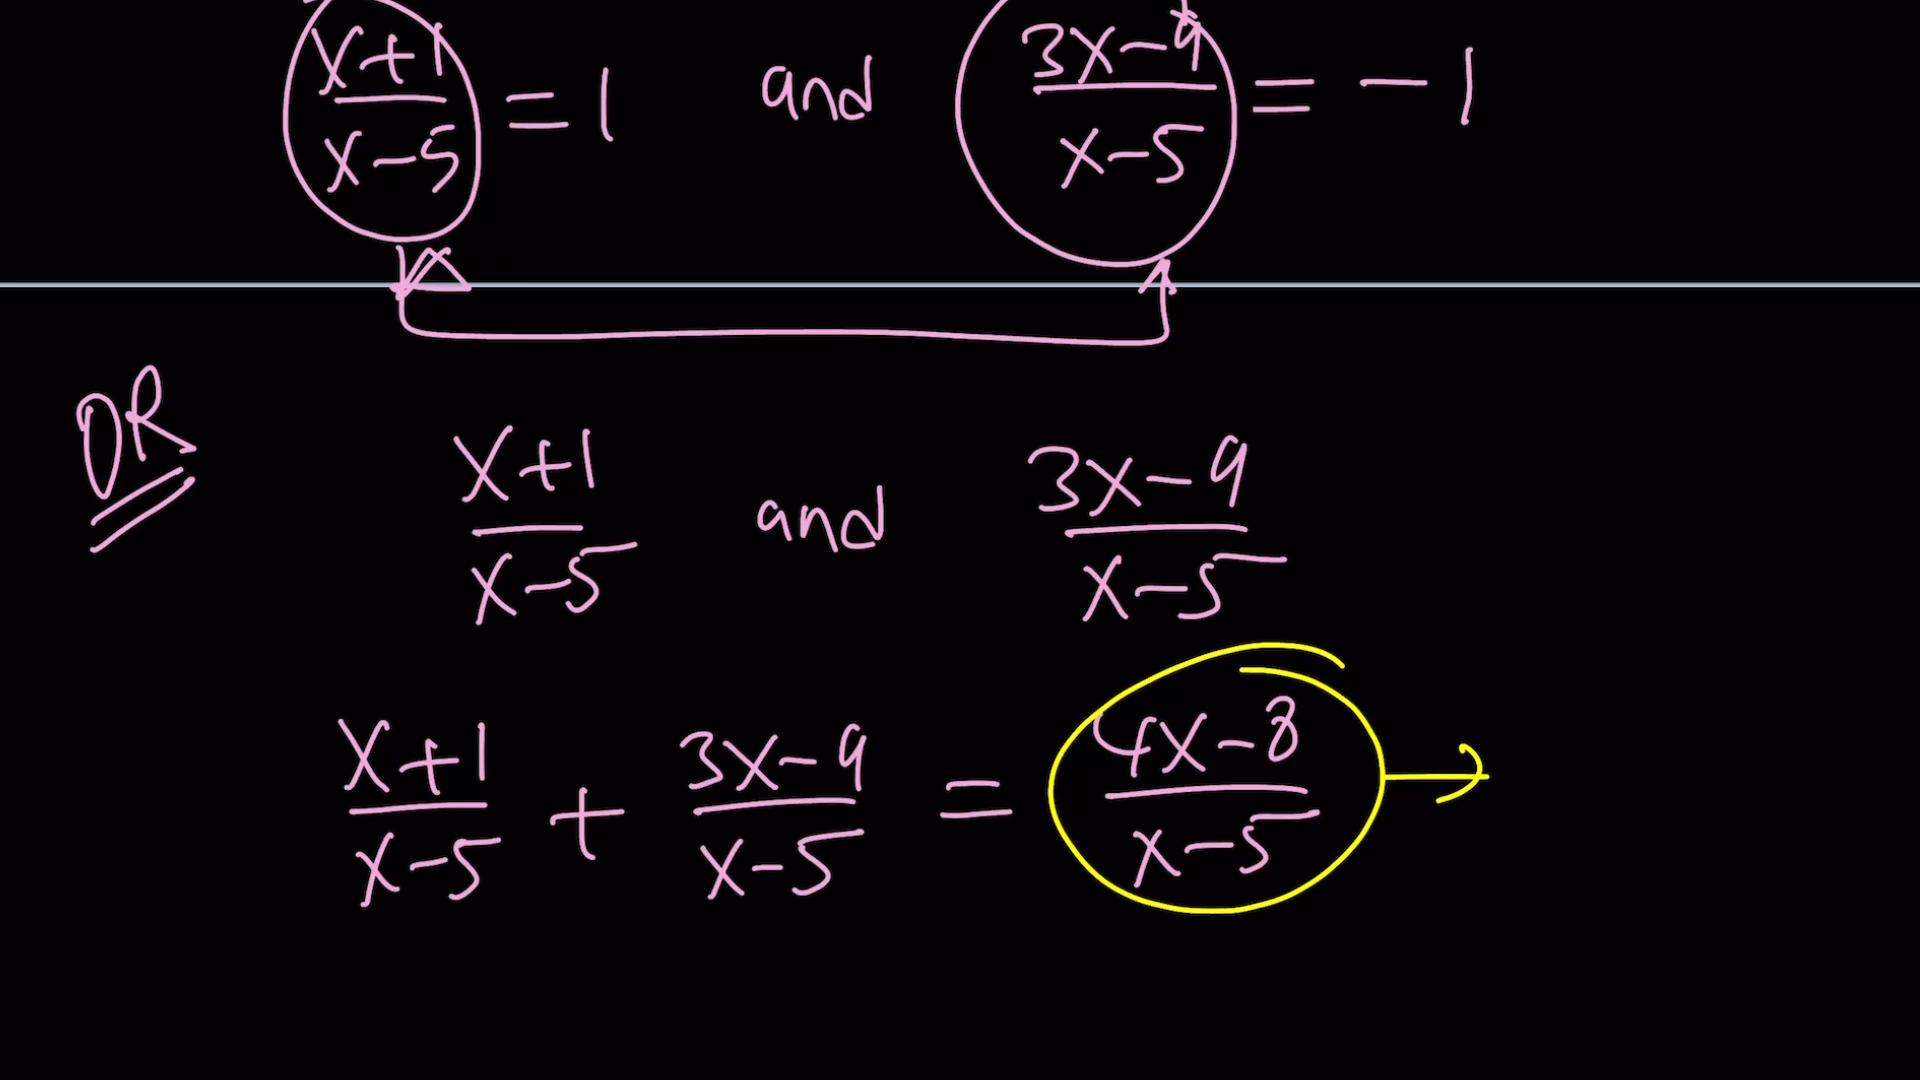 x+1/x-5 = 1 and 3x-9/x-5 = -1
OR x+1/x-5 and 3x-9/x-5
x+1/x-5 + 3x-9/x-5 = 4x-8/x-5 →